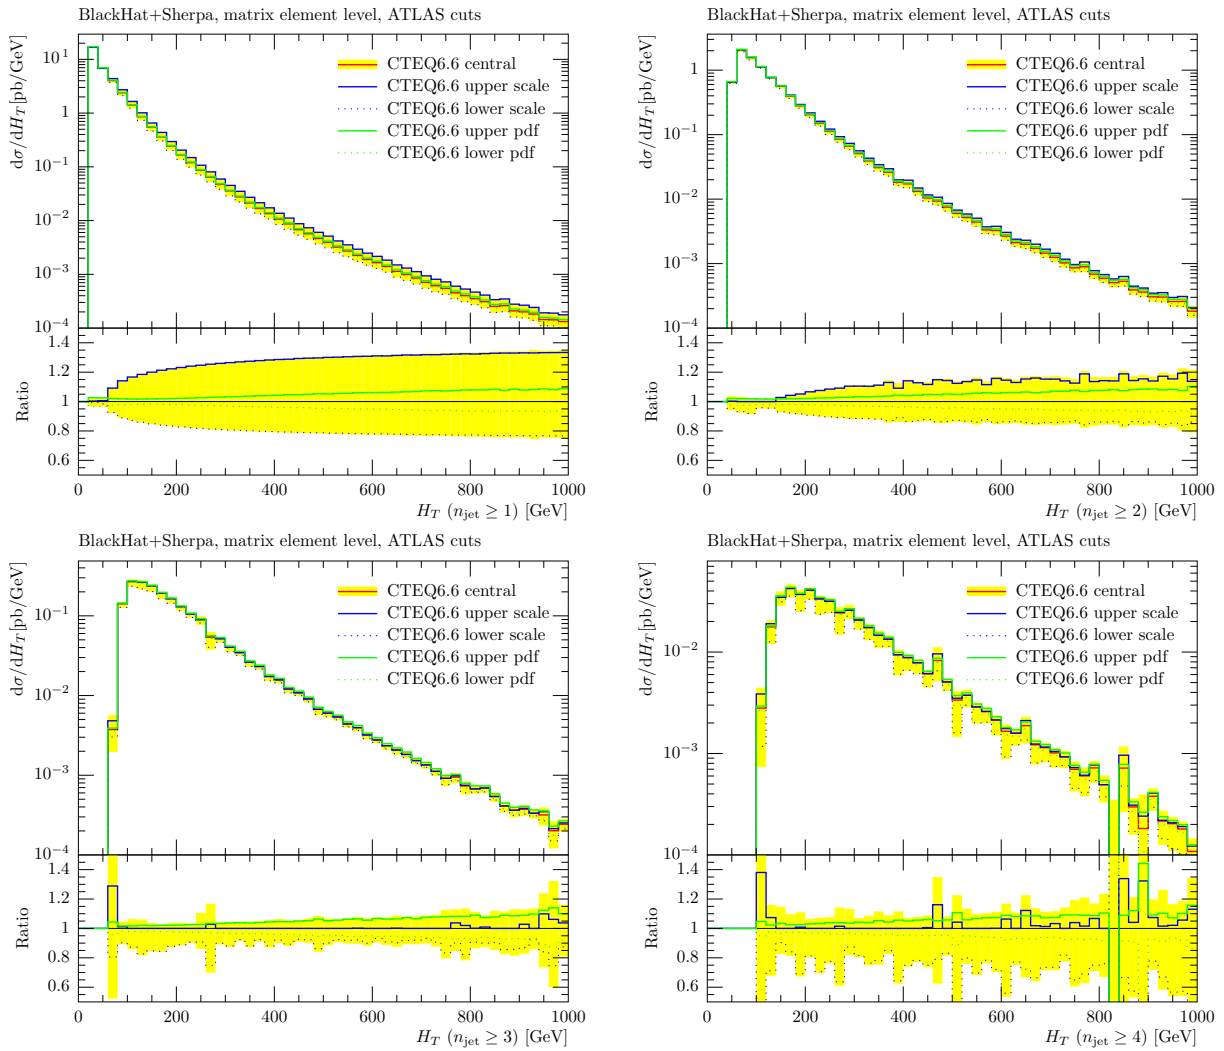 BlackHat+Sherpa, matrix element level, ATLAS cuts
dσ/dH_T [pb/GeV]
10^1
1
10^−1
10^−2
10^−3
10^−4
CTEQ6.6 central
CTEQ6.6 upper scale
CTEQ6.6 lower scale
CTEQ6.6 upper pdf
CTEQ6.6 lower pdf
Ratio
1.4
1.2
1
0.8
0.6
0 200 400 600 800 1000
H_T (n_jet ≥ 1) [GeV]
BlackHat+Sherpa, matrix element level, ATLAS cuts
dσ/dH_T [pb/GeV]
1
10^−1
10^−2
10^−3
10^−4
CTEQ6.6 central
CTEQ6.6 upper scale
CTEQ6.6 lower scale
CTEQ6.6 upper pdf
CTEQ6.6 lower pdf
Ratio
1.4
1.2
1
0.8
0.6
0 200 400 600 800 1000
H_T (n_jet ≥ 2) [GeV]
BlackHat+Sherpa, matrix element level, ATLAS cuts
dσ/dH_T [pb/GeV]
10^−1
10^−2
10^−3
10^−4
CTEQ6.6 central
CTEQ6.6 upper scale
CTEQ6.6 lower scale
CTEQ6.6 upper pdf
CTEQ6.6 lower pdf
Ratio
1.4
1.2
1
0.8
0.6
0 200 400 600 800 1000
H_T (n_jet ≥ 3) [GeV]
BlackHat+Sherpa, matrix element level, ATLAS cuts
dσ/dH_T [pb/GeV]
10^−2
10^−3
10^−4
CTEQ6.6 central
CTEQ6.6 upper scale
CTEQ6.6 lower scale
CTEQ6.6 upper pdf
CTEQ6.6 lower pdf
Ratio
1.4
1.2
1
0.8
0.6
0 200 400 600 800 1000
H_T (n_jet ≥ 4) [GeV]